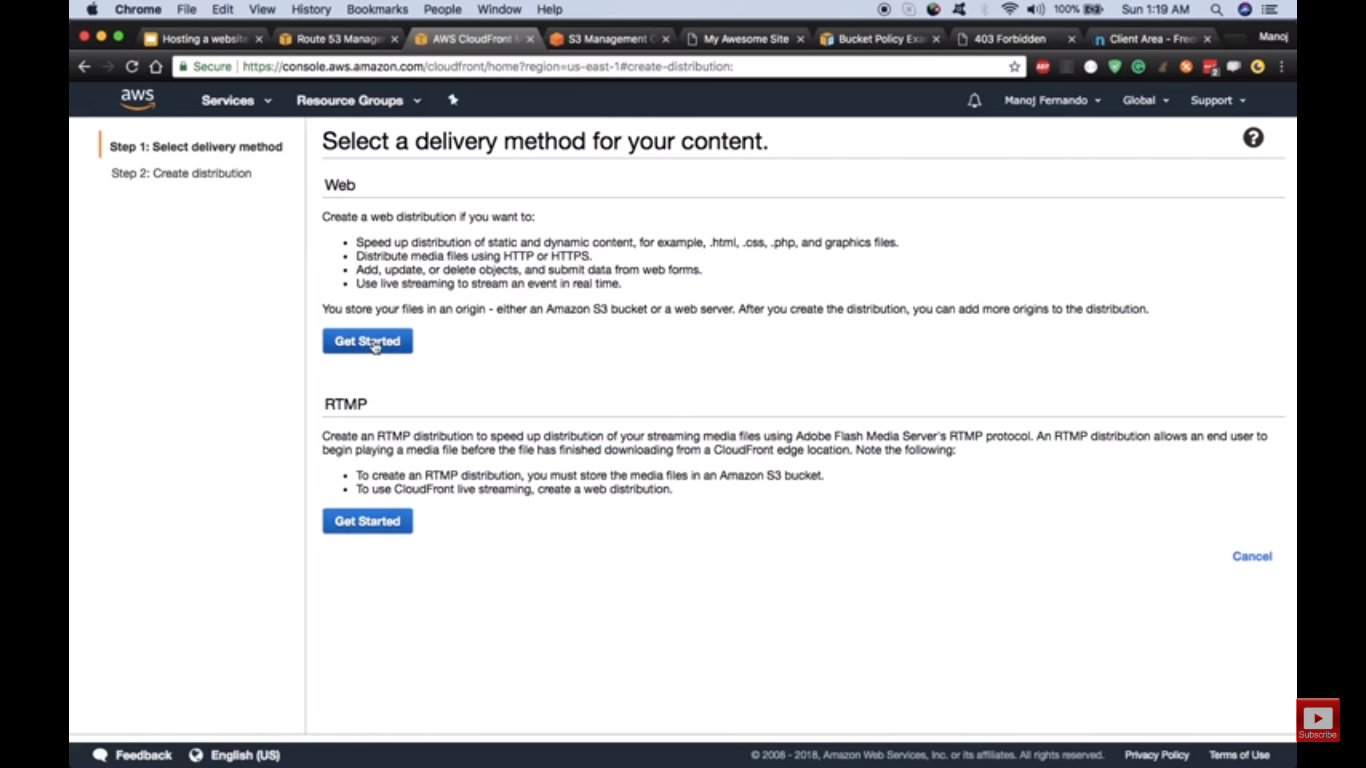 Chrome File Edit View History Bookmarks People Window Help 100% Sun 1:19 AM
Hosting a website Route 53 Manage AWS CloudFront M S3 Management C My Awesome Site Bucket Policy Exa 403 Forbidden Client Area - Free Manoj
Secure https://console.aws.amazon.com/cloudfront/home?region=us-east-1#create-distribution:
aws Services Resource Groups Manoj Fernando Global Support
Step 1: Select delivery method
Step 2: Create distribution
Select a delivery method for your content.
Web
Create a web distribution if you want to:
• Speed up distribution of static and dynamic content, for example, .html, .css, .php, and graphics files.
• Distribute media files using HTTP or HTTPS.
• Add, update, or delete objects, and submit data from web forms.
• Use live streaming to stream an event in real time.
You store your files in an origin - either an Amazon S3 bucket or a web server. After you create the distribution, you can add more origins to the distribution.
Get Started
RTMP
Create an RTMP distribution to speed up distribution of your streaming media files using Adobe Flash Media Server's RTMP protocol. An RTMP distribution allows an end user to
begin playing a media file before the file has finished downloading from a CloudFront edge location. Note the following:
• To create an RTMP distribution, you must store the media files in an Amazon S3 bucket.
• To use CloudFront live streaming, create a web distribution.
Get Started
Cancel
Subscribe
Feedback English (US) © 2008 - 2018, Amazon Web Services, Inc. or its affiliates. All rights reserved. Privacy Policy Terms of Use